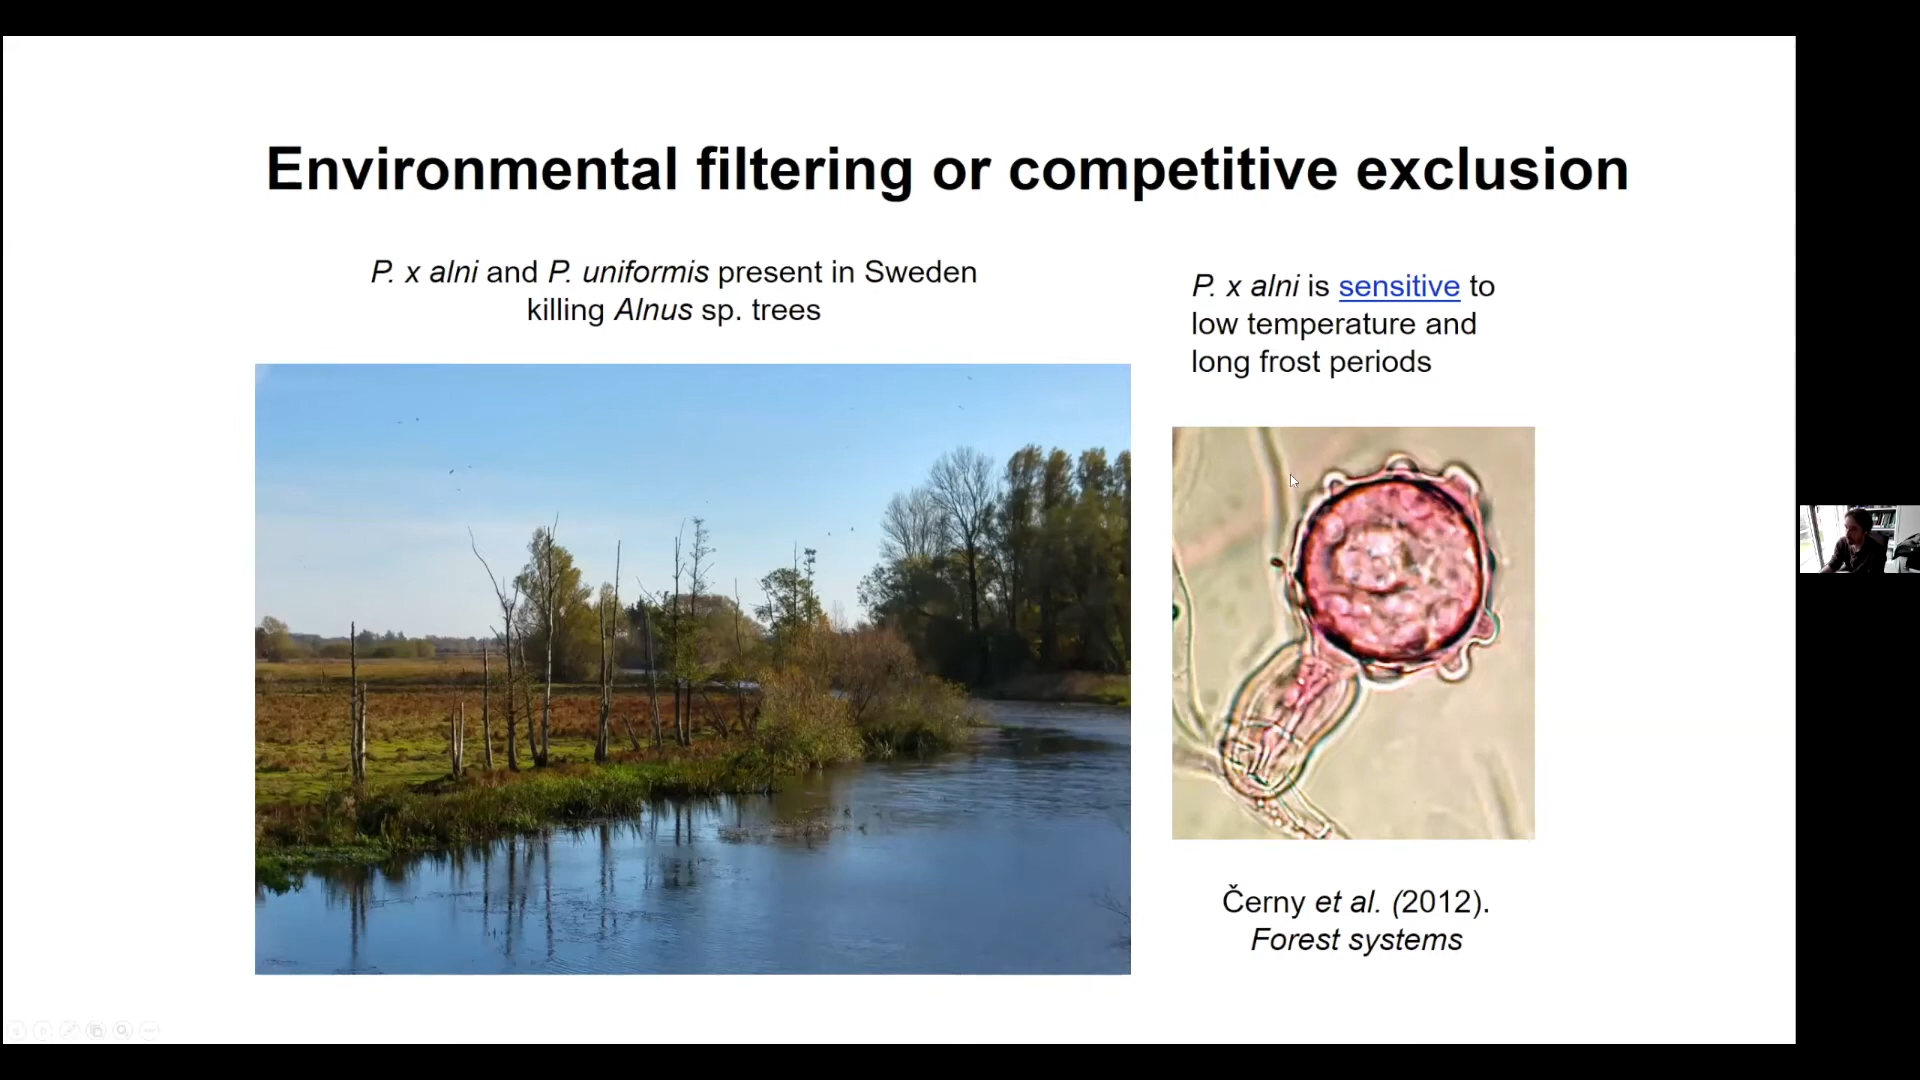 Environmental filtering or competitive exclusion
P. x alni and P. uniformis present in Sweden
killing Alnus sp. trees
P. x alni is sensitive to
low temperature and
long frost periods
Černy et al. (2012).
Forest systems